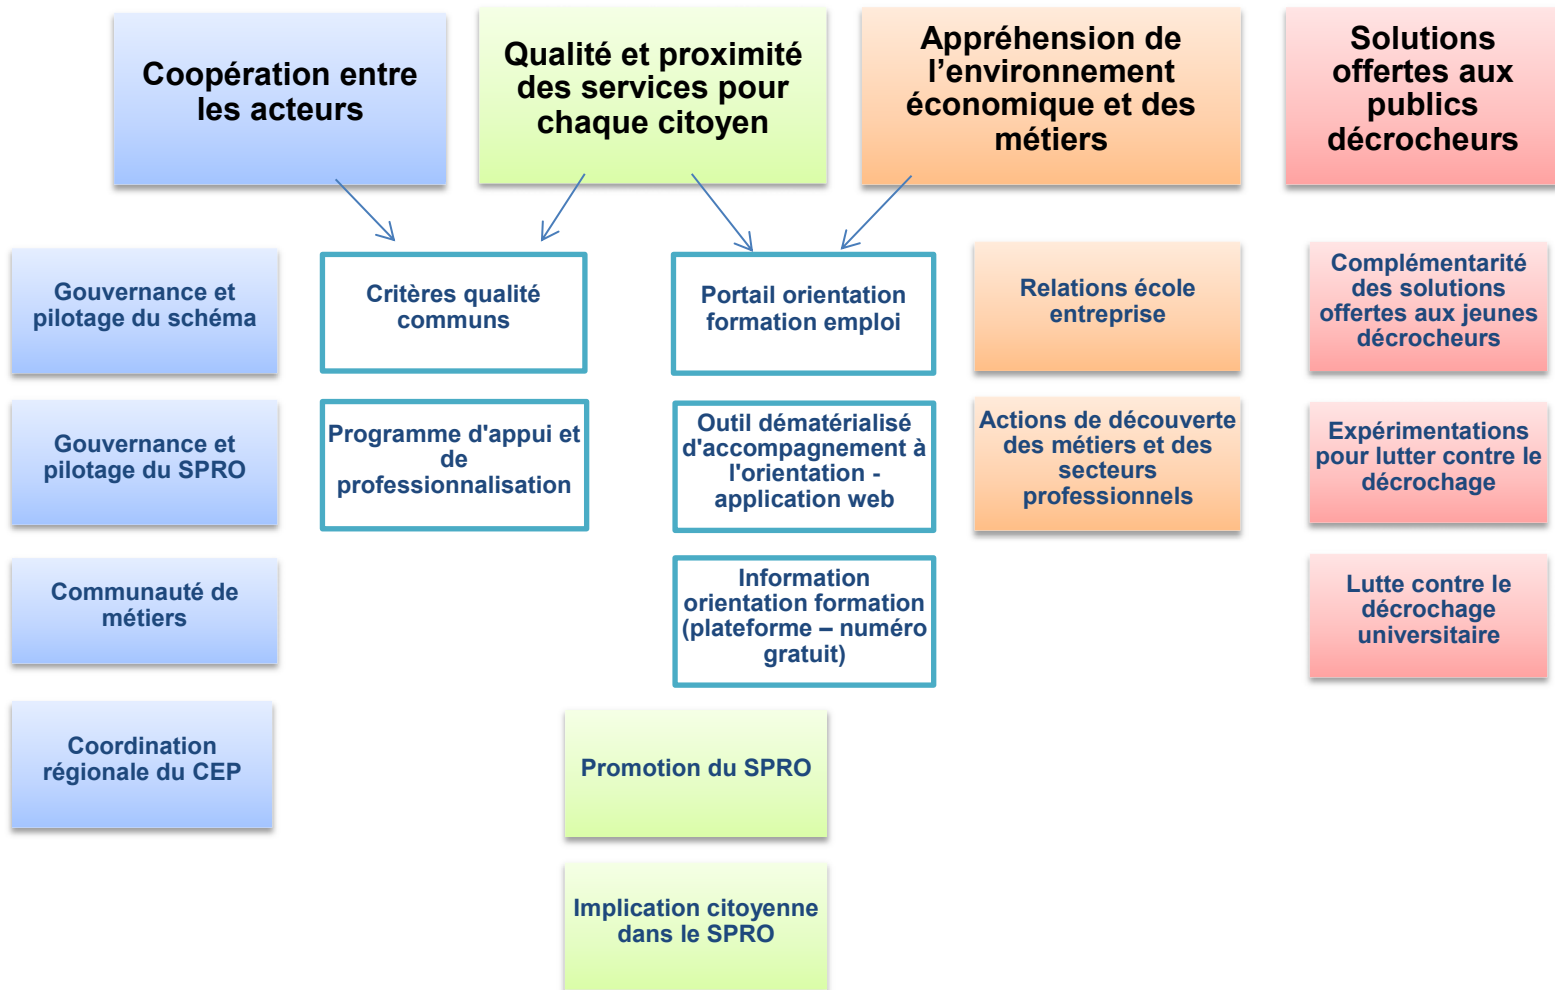 Coopération entre
les acteurs
Qualité et proximité
des services pour
chaque citoyen
Appréhension de
l’environnement
économique et des
métiers
Solutions
offertes aux
publics
décrocheurs
Gouvernance et
pilotage du schéma
Critères qualité
communs
Portail orientation
formation emploi
Relations école
entreprise
Complémentarité
des solutions
offertes aux jeunes
décrocheurs
Gouvernance et
pilotage du SPRO
Programme d'appui et
de
professionnalisation
Outil dématérialisé
d'accompagnement à
l'orientation -
application web
Actions de découverte
des métiers et des
secteurs
professionnels
Expérimentations
pour lutter contre le
décrochage
Communauté de
métiers
Information
orientation formation
(plateforme – numéro
gratuit)
Lutte contre le
décrochage
universitaire
Coordination
régionale du CEP
Promotion du SPRO
Implication citoyenne
dans le SPRO